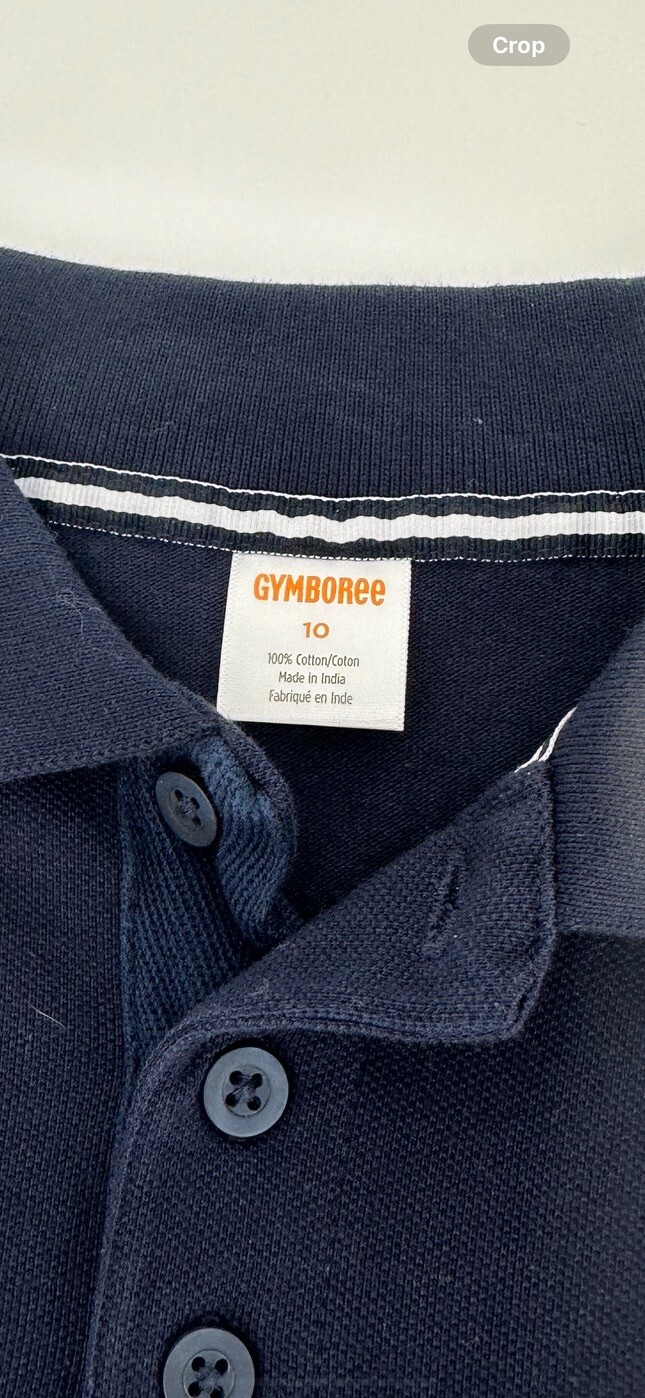 Crop
GYMBOREE
10
100% Cotton/Coton
Made in India
Fabriqué en Inde